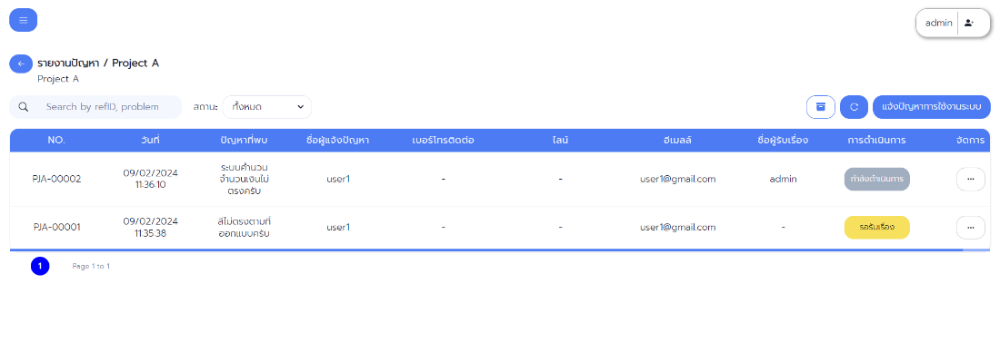 admin
รายงานปัญหา / Project A
Project A
Search by refID, problem
สถานะ
ทั้งหมด
แจ้งปัญหาการใช้งานระบบ
NO. วันที่ ปัญหาที่พบ ชื่อผู้แจ้งปัญหา เบอร์โทรติดต่อ ไลน์ อีเมลล์ ชื่อผู้รับเรื่อง การดำเนินการ จัดการ
PJA-00002 09/02/2024 11:36:10 ระบบคำนวนจำนวนเงินไม่ตรงครับ user1 - - user1@gmail.com admin กำลังดำเนินการ ...
PJA-00001 09/02/2024 11:35:38 สีไม่ตรงตามที่ออกแบบครับ user1 - - user1@gmail.com - รอรับเรื่อง ...
1 Page 1 to 1